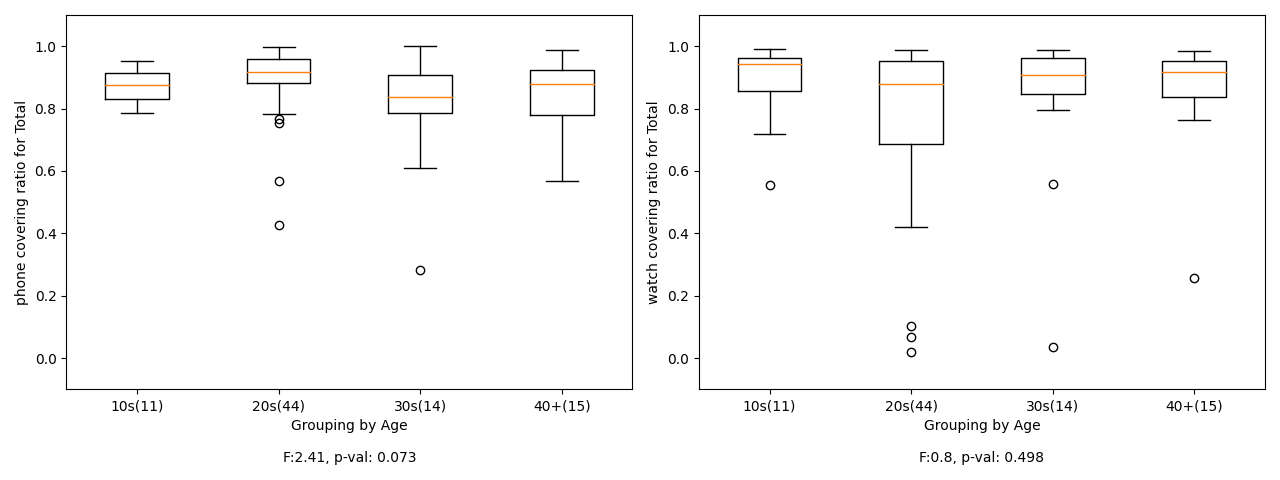 phone covering ratio for Total
1.0
0.8
0.6
0.4
0.2
0.0
10s(11) 20s(44) 30s(14) 40+(15)
Grouping by Age
F:2.41, p-val: 0.073
watch covering ratio for Total
1.0
0.8
0.6
0.4
0.2
0.0
10s(11) 20s(44) 30s(14) 40+(15)
Grouping by Age
F:0.8, p-val: 0.498